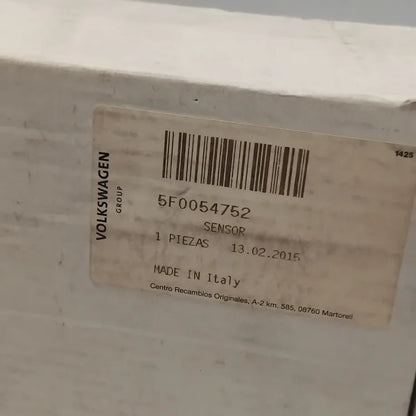 1425
VOLKSWAGEN
GROUP
5F0054752
SENSOR
1 PIEZAS 13.02.2015
MADE IN Italy
Centro Recambios Originales, A-2 km. 585, 08760 Martorell